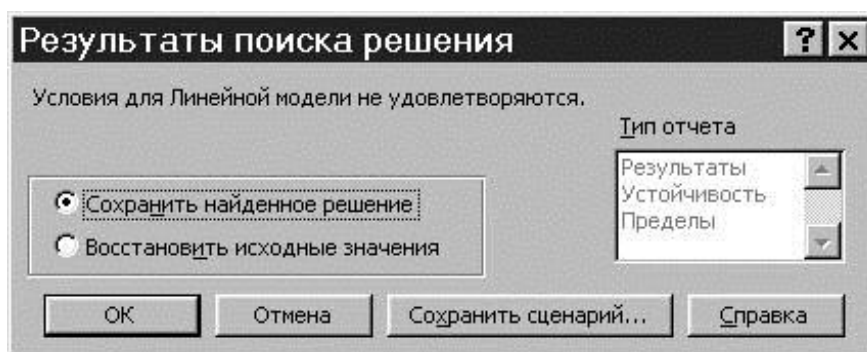 Результаты поиска решения
Условия для Линейной модели не удовлетворяются.
Тип отчета
Результаты
Устойчивость
Пределы
Сохранить найденное решение
Восстановить исходные значения
ОК
Отмена
Сохранить сценарий...
Справка